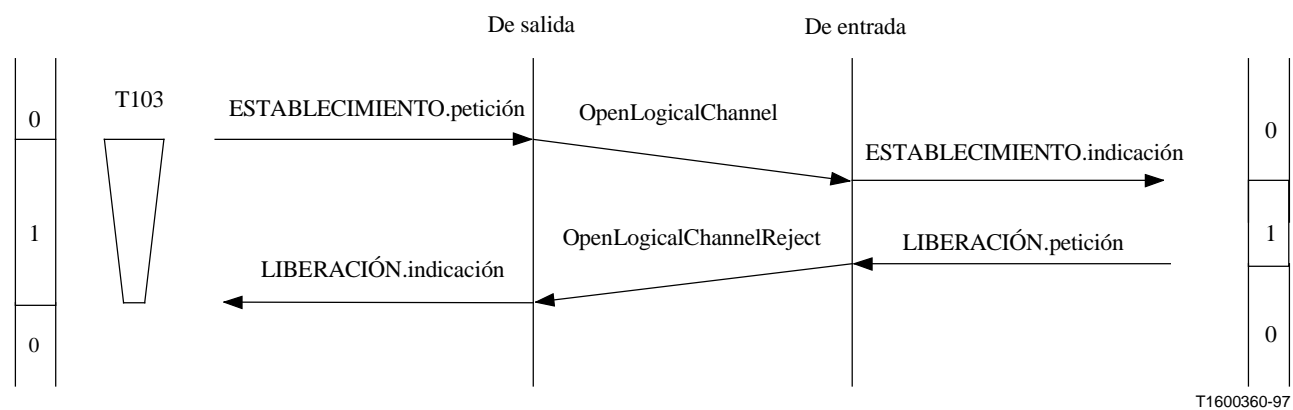 De salida
De entrada
T103
ESTABLECIMIENTO.petición
OpenLogicalChannel
0
0
ESTABLECIMIENTO.indicación
1
OpenLogicalChannelReject
LIBERACIÓN.petición
1
LIBERACIÓN.indicación
0
0
T1600360-97